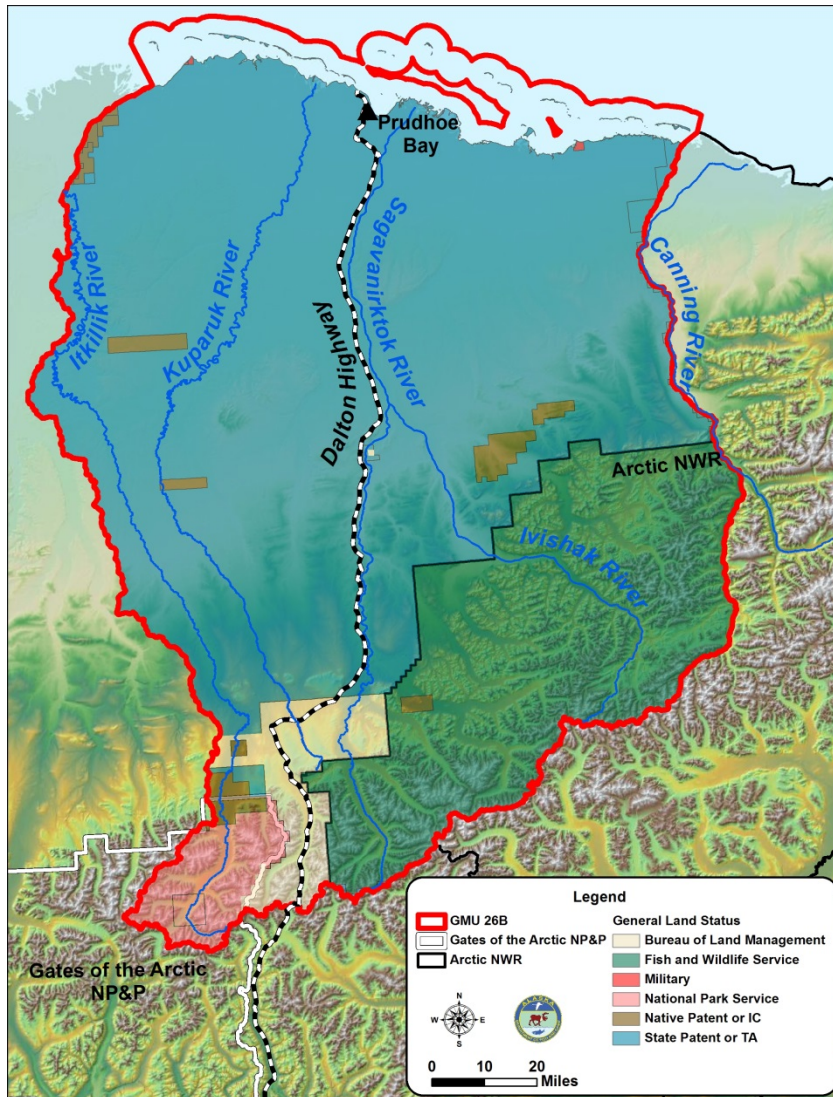 Prudhoe
Bay
Itkillik River
Kuparuk River
Sagavanirktok River
Canning River
Dalton Highway
Arctic NWR
Ivishak River
Gates of the Arctic
NP&P
Legend
GMU 26B
Gates of the Arctic NP&P
Arctic NWR
General Land Status
Bureau of Land Management
Fish and Wildlife Service
Military
National Park Service
Native Patent or IC
State Patent or TA
N
W E
S
ALASKA
0 10 20
Miles